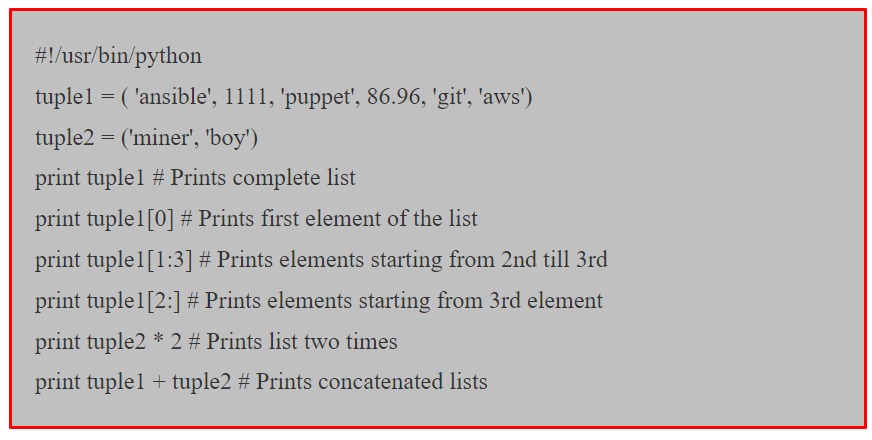 #!/usr/bin/python
tuple1 = ( 'ansible', 1111, 'puppet', 86.96, 'git', 'aws')
tuple2 = ('miner', 'boy')
print tuple1 # Prints complete list
print tuple1[0] # Prints first element of the list
print tuple1[1:3] # Prints elements starting from 2nd till 3rd
print tuple1[2:] # Prints elements starting from 3rd element
print tuple2 * 2 # Prints list two times
print tuple1 + tuple2 # Prints concatenated lists